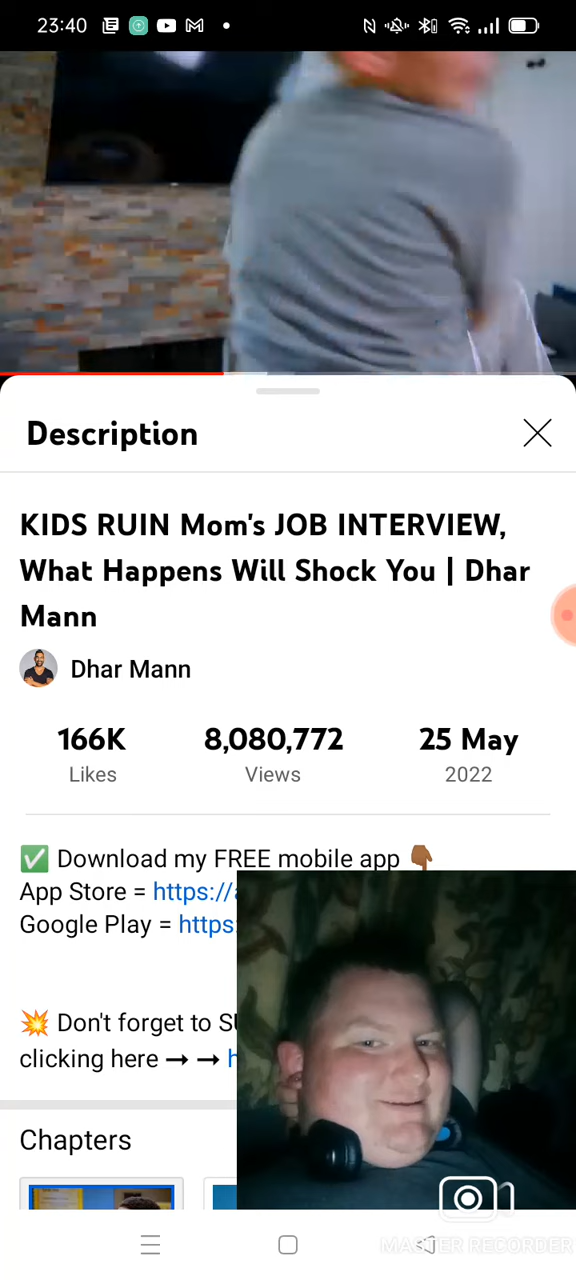 23:40
Description
KIDS RUIN Mom's JOB INTERVIEW,
What Happens Will Shock You | Dhar
Mann
Dhar Mann
166K 8,080,772 25 May
Likes Views 2022
✅ Download my FREE mobile app 👇🏾
App Store = https://
Google Play = https:
💥 Don't forget to
clicking here → →
Chapters
MASTER RECORDER